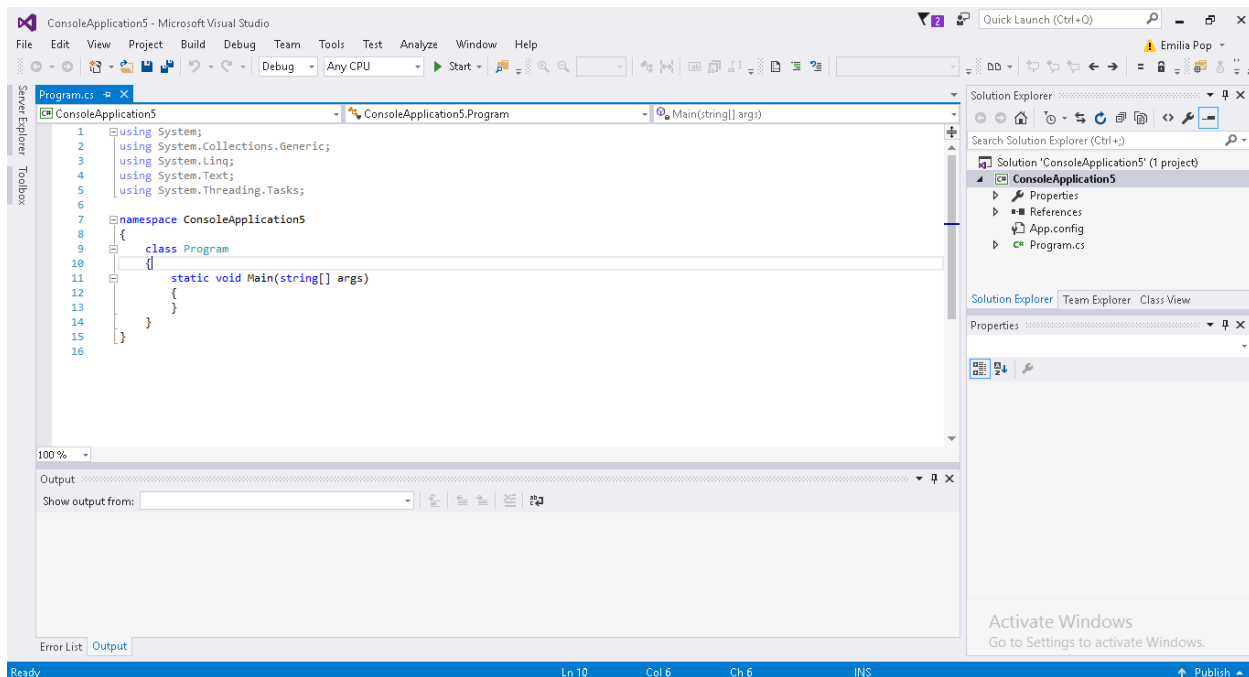 ConsoleApplication5 - Microsoft Visual Studio
2
Quick Launch (Ctrl+Q)
File Edit View Project Build Debug Team Tools Test Analyze Window Help
Emilia Pop
Debug Any CPU Start
Server Explorer
Toolbox
Program.cs
ConsoleApplication5 ConsoleApplication5.Program Main(string[] args)
1 using System;
2 using System.Collections.Generic;
3 using System.Linq;
4 using System.Text;
5 using System.Threading.Tasks;
6
7 namespace ConsoleApplication5
8 {
9 class Program
10 {
11 static void Main(string[] args)
12 {
13 }
14 }
15 }
16
100 %
Output
Show output from:
Error List Output
Solution Explorer
Search Solution Explorer (Ctrl+;)
Solution 'ConsoleApplication5' (1 project)
C# ConsoleApplication5
Properties
References
App.config
C# Program.cs
Solution Explorer Team Explorer Class View
Properties
Activate Windows
Go to Settings to activate Windows.
Ready Ln 10 Col 6 Ch 6 INS Publish